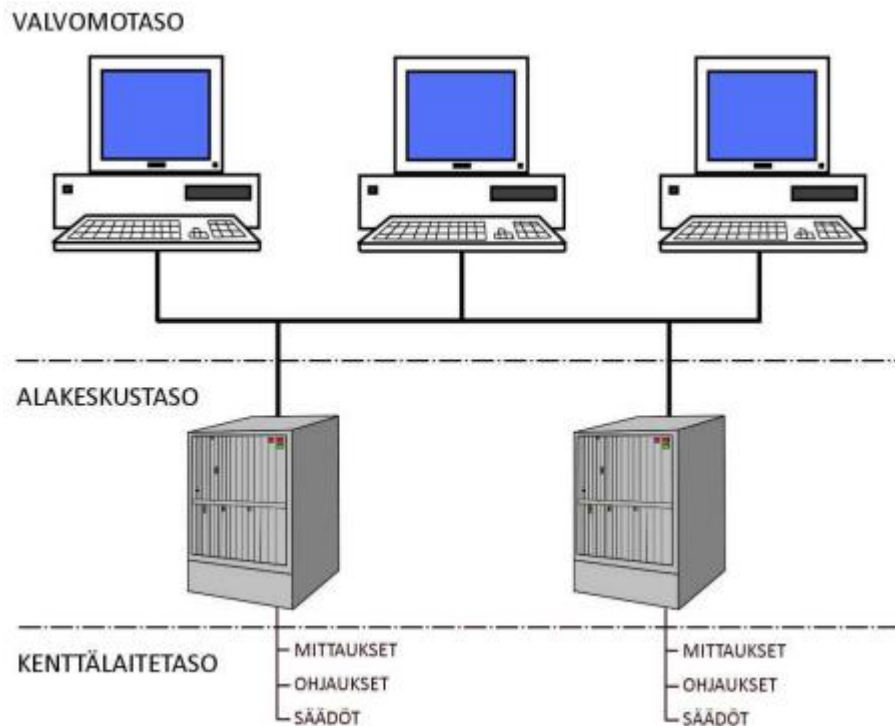 VALVOMOTASO
ALAKESKUSTASO
KENTTÄLAITETASO
MITTAUKSET
OHJAUKSET
SÄÄDÖT
MITTAUKSET
OHJAUKSET
SÄÄDÖT